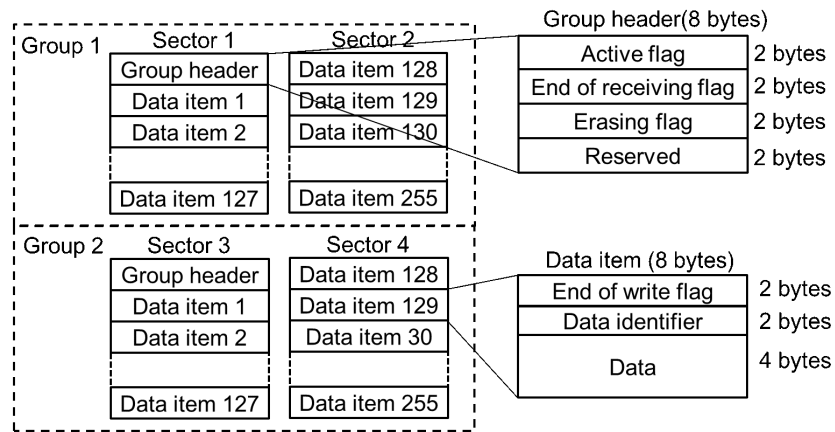 Group 1
Sector 1
Group header
Data item 1
Data item 2
Data item 127
Sector 2
Data item 128
Data item 129
Data item 130
Data item 255
Group header(8 bytes)
Active flag 2 bytes
End of receiving flag 2 bytes
Erasing flag 2 bytes
Reserved 2 bytes
Group 2
Sector 3
Group header
Data item 1
Data item 2
Data item 127
Sector 4
Data item 128
Data item 129
Data item 30
Data item 255
Data item (8 bytes)
End of write flag 2 bytes
Data identifier 2 bytes
Data 4 bytes